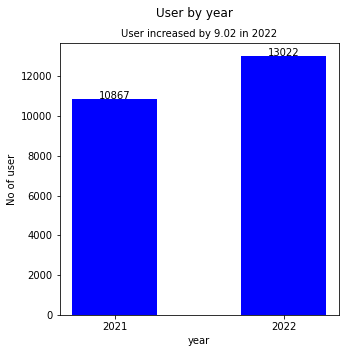 User by year
User increased by 9.02 in 2022
13022
10867
12000
10000
8000
6000
4000
2000
0
No of user
2021
2022
year